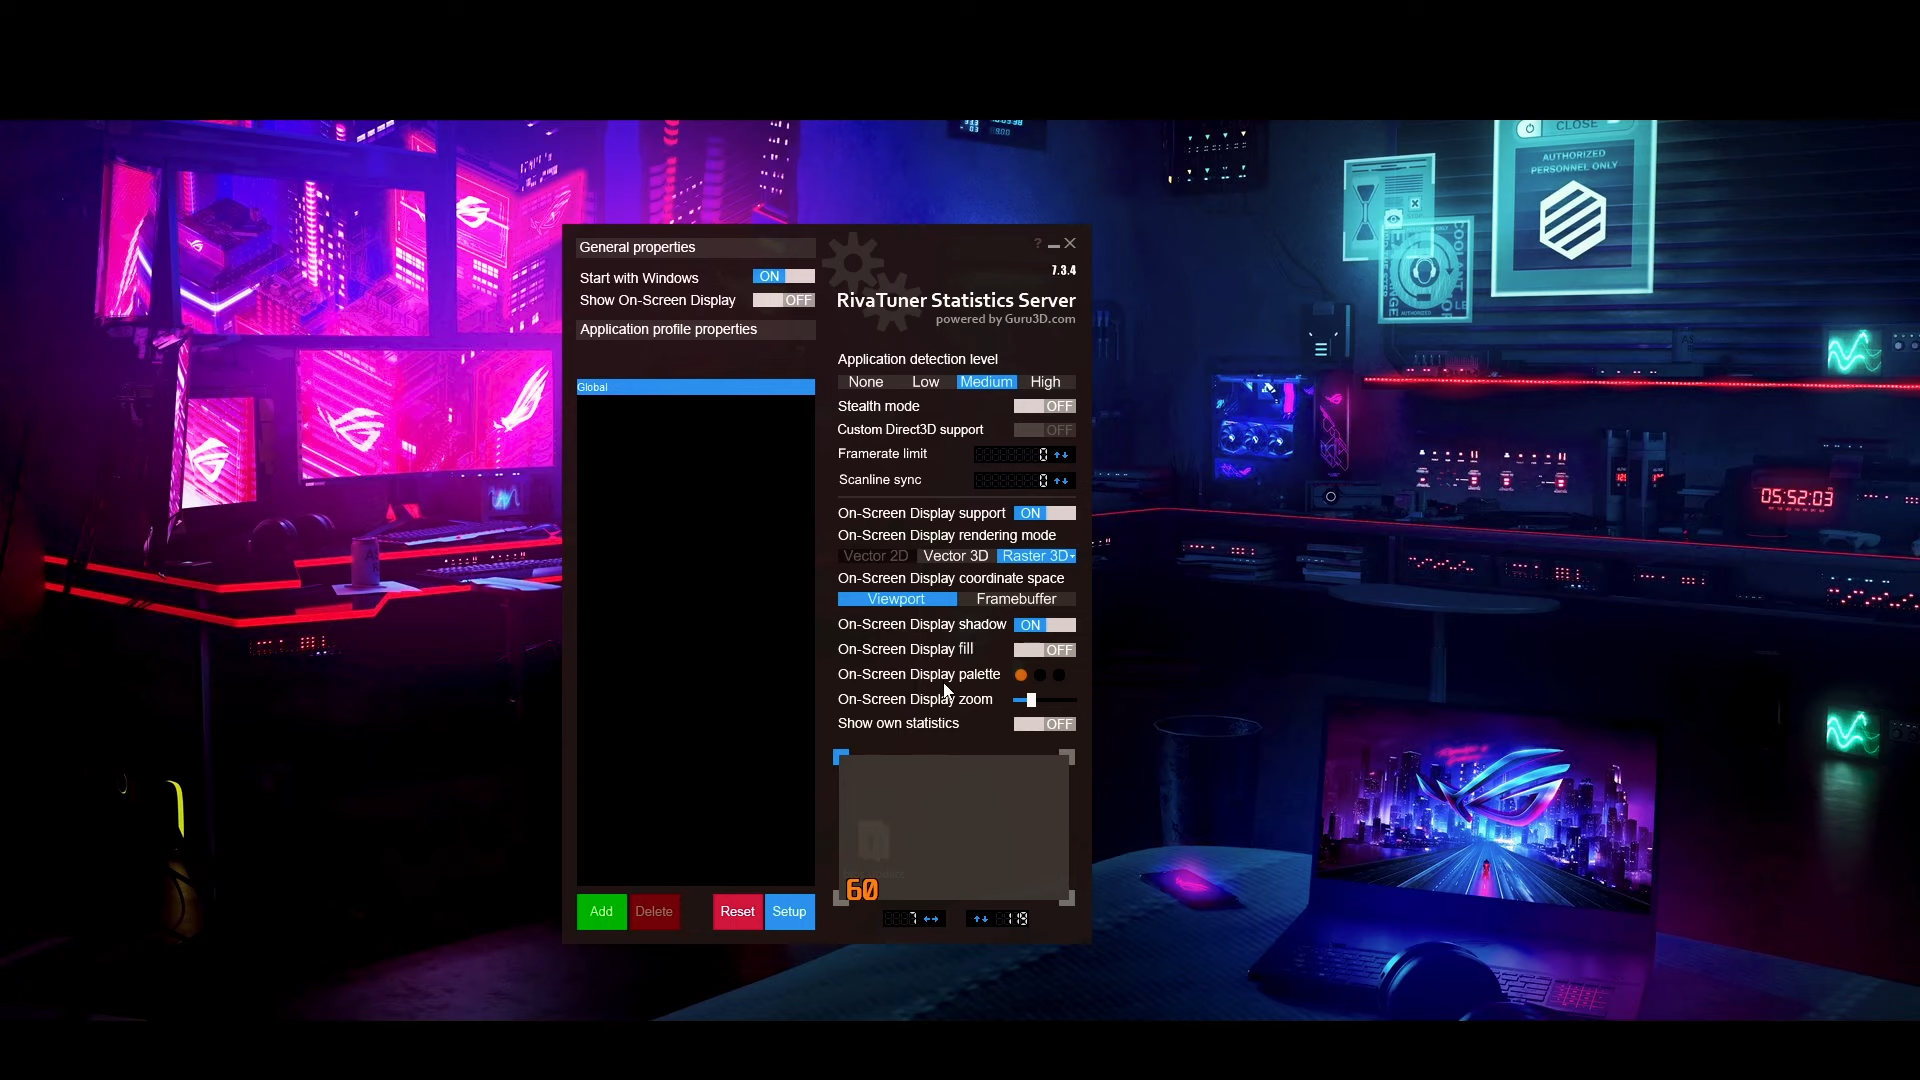 General properties
Start with Windows ON
Show On-Screen Display OFF
Application profile properties
Global
Add Delete Reset Setup
?
7.3.4
RivaTuner Statistics Server
powered by Guru3D.com
Application detection level
None Low Medium High
Stealth mode OFF
Custom Direct3D support OFF
Framerate limit 0
Scanline sync 0
On-Screen Display support ON
On-Screen Display rendering mode
Vector 2D Vector 3D Raster 3D
On-Screen Display coordinate space
Viewport Framebuffer
On-Screen Display shadow ON
On-Screen Display fill OFF
On-Screen Display palette
On-Screen Display zoom
Show own statistics OFF
60
7 119
CLOSE
AUTHORIZED
PERSONNEL ONLY
05:52:03